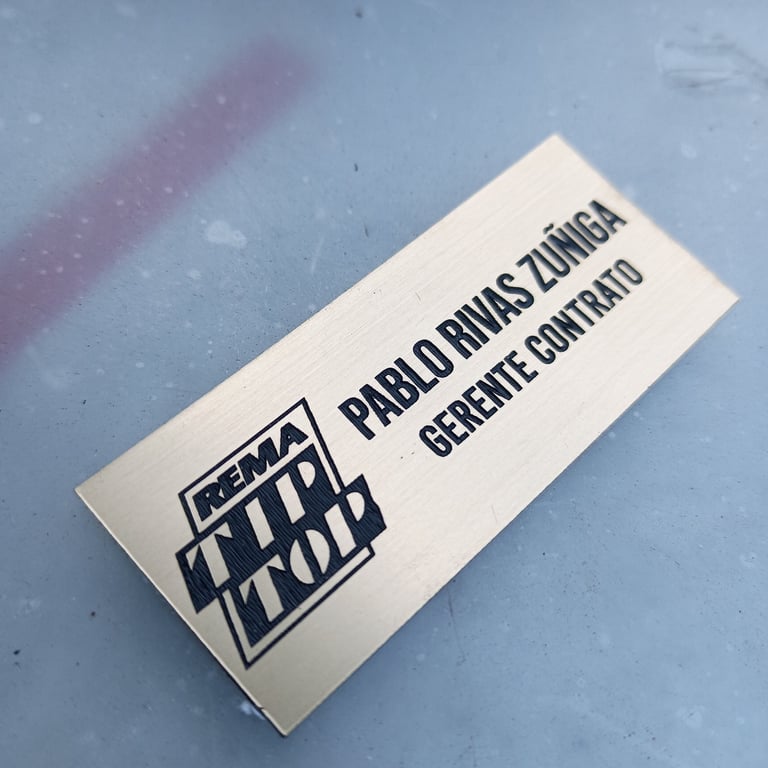 REMA
TIP
TOP
PABLO RIVAS ZUÑIGA
GERENTE CONTRATO